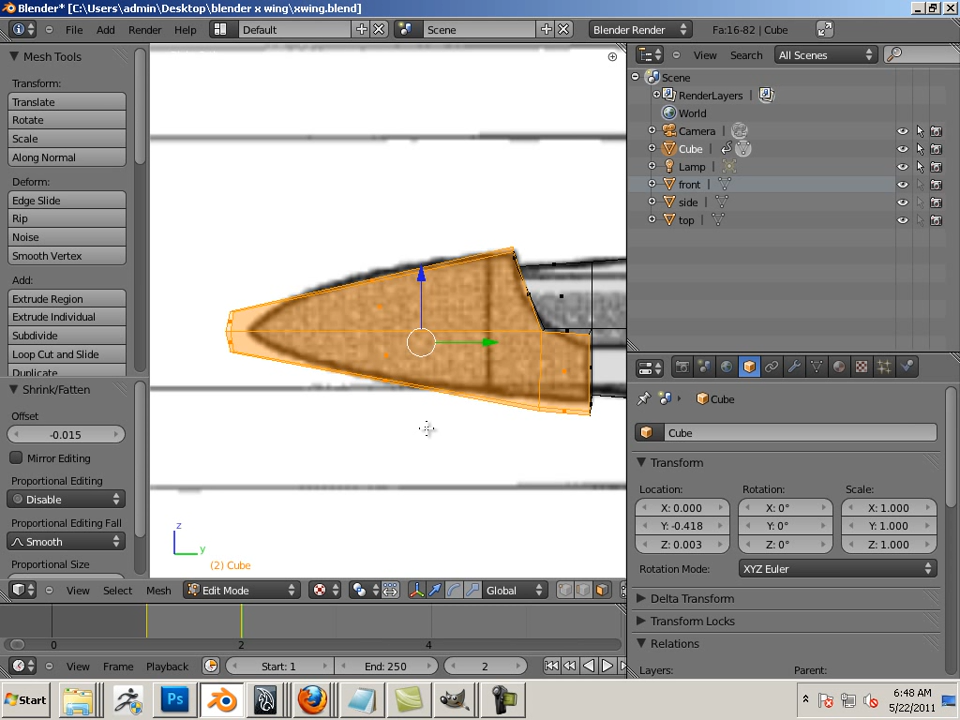 Blender* [C:\Users\admin\Desktop\blender x wing\xwing.blend]
File Add Render Help Default Scene Blender Render Fa:16-82 | Cube
Mesh Tools
Transform:
Translate
Rotate
Scale
Along Normal
Deform:
Edge Slide
Rip
Noise
Smooth Vertex
Add:
Extrude Region
Extrude Individual
Subdivide
Loop Cut and Slide
Duplicate
Shrink/Fatten
Offset
-0.015
Mirror Editing
Proportional Editing
Disable
Proportional Editing Fall
Smooth
Proportional Size
z
y
(2) Cube
View Select Mesh Edit Mode Global
0 2 4
View Frame Playback Start: 1 End: 250 2
View Search All Scenes
Scene
RenderLayers |
World
Camera |
Cube |
Lamp |
front |
side |
top |
Cube
Cube
Transform
Location: Rotation: Scale:
X: 0.000 X: 0° X: 1.000
Y: -0.418 Y: 0° Y: 1.000
Z: 0.003 Z: 0° Z: 1.000
Rotation Mode: XYZ Euler
Delta Transform
Transform Locks
Relations
Layers: Parent:
Start Ps 6:48 AM
5/22/2011